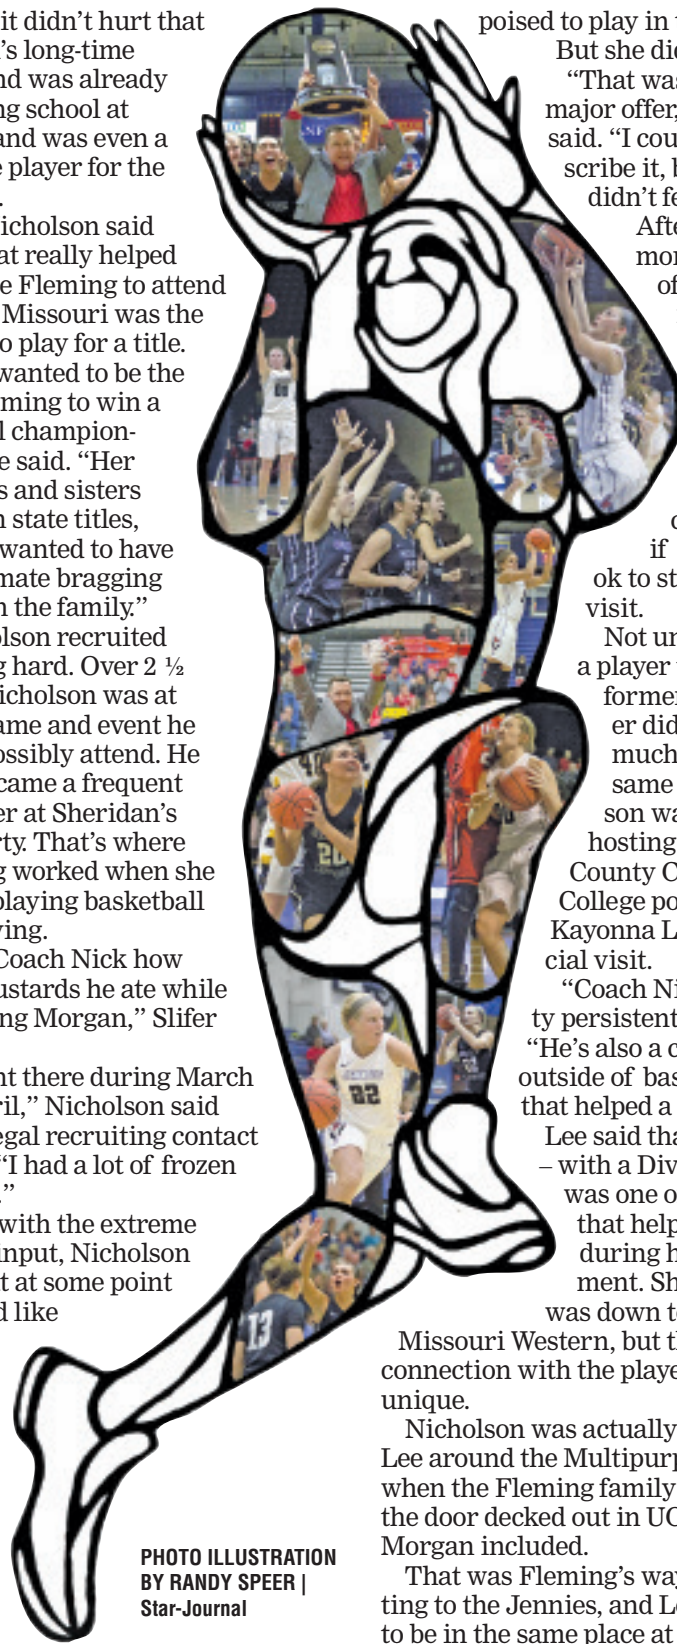 it didn't hurt that
's long-time
nd was already
ng school at
and was even a
e player for the
.
icholson said
at really helped
e Fleming to attend
Missouri was the
o play for a title.
wanted to be the
ming to win a
l champion-
e said. “Her
s and sisters
n state titles,
wanted to have
mate bragging
n the family.”
olson recruited
g hard. Over 2 ½
icholson was at
ame and event he
ossibly attend. He
came a frequent
er at Sheridan's
rty. That's where
g worked when she
playing basketball
ying.
Coach Nick how
ustards he ate while
ng Morgan,” Slifer
nt there during March
ril,” Nicholson said
egal recruiting contact
“I had a lot of frozen
.”
with the extreme
input, Nicholson
t at some point
d like
20
22
13
PHOTO ILLUSTRATION
BY RANDY SPEER |
Star-Journal
poised to play in t
But she did
“That was
major offer,
said. “I cou
scribe it, b
didn't fe
Afte
mor
of
c
if
ok to st
visit.
Not un
a player
former
er did
much
same
son wa
hosting
County C
College po
Kayonna L
cial visit.
“Coach Ni
ty persistent
“He's also a c
outside of bas
that helped a
Lee said tha
– with a Div
was one o
that help
during h
ment. Sh
was down to
Missouri Western, but th
connection with the playe
unique.
Nicholson was actually
Lee around the Multipurp
when the Fleming family
the door decked out in UC
Morgan included.
That was Fleming's way
ting to the Jennies, and Le
to be in the same place at